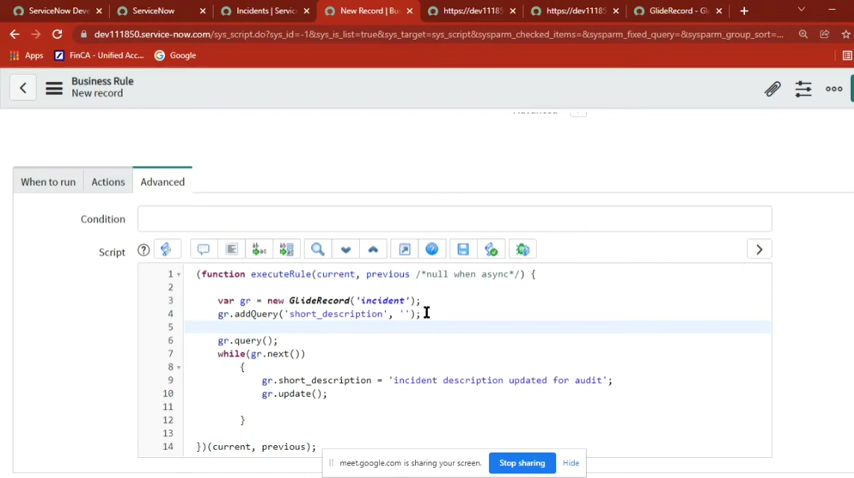 ServiceNow Dev
ServiceNow
Incidents | Servic
New Record | Bus
https://dev11185
https://dev11185
GlideRecord - Gl
dev111850.service-now.com/sys_script.do?sys_id=-1&sys_is_list=true&sys_target=sys_script&sysparm_checked_items=&sysparm_fixed_query=&sysparm_group_sort=...
Apps
FinCA - Unified Acc...
Google
Business Rule
New record
When to run
Actions
Advanced
Condition
Script
1 (function executeRule(current, previous /*null when async*/) {
2
3 var gr = new GlideRecord('incident');
4 gr.addQuery('short_description', '');
5
6 gr.query();
7 while(gr.next())
8 {
9 gr.short_description = 'incident description updated for audit';
10 gr.update();
11
12 }
13
14 })(current, previous);
meet.google.com is sharing your screen.
Stop sharing
Hide